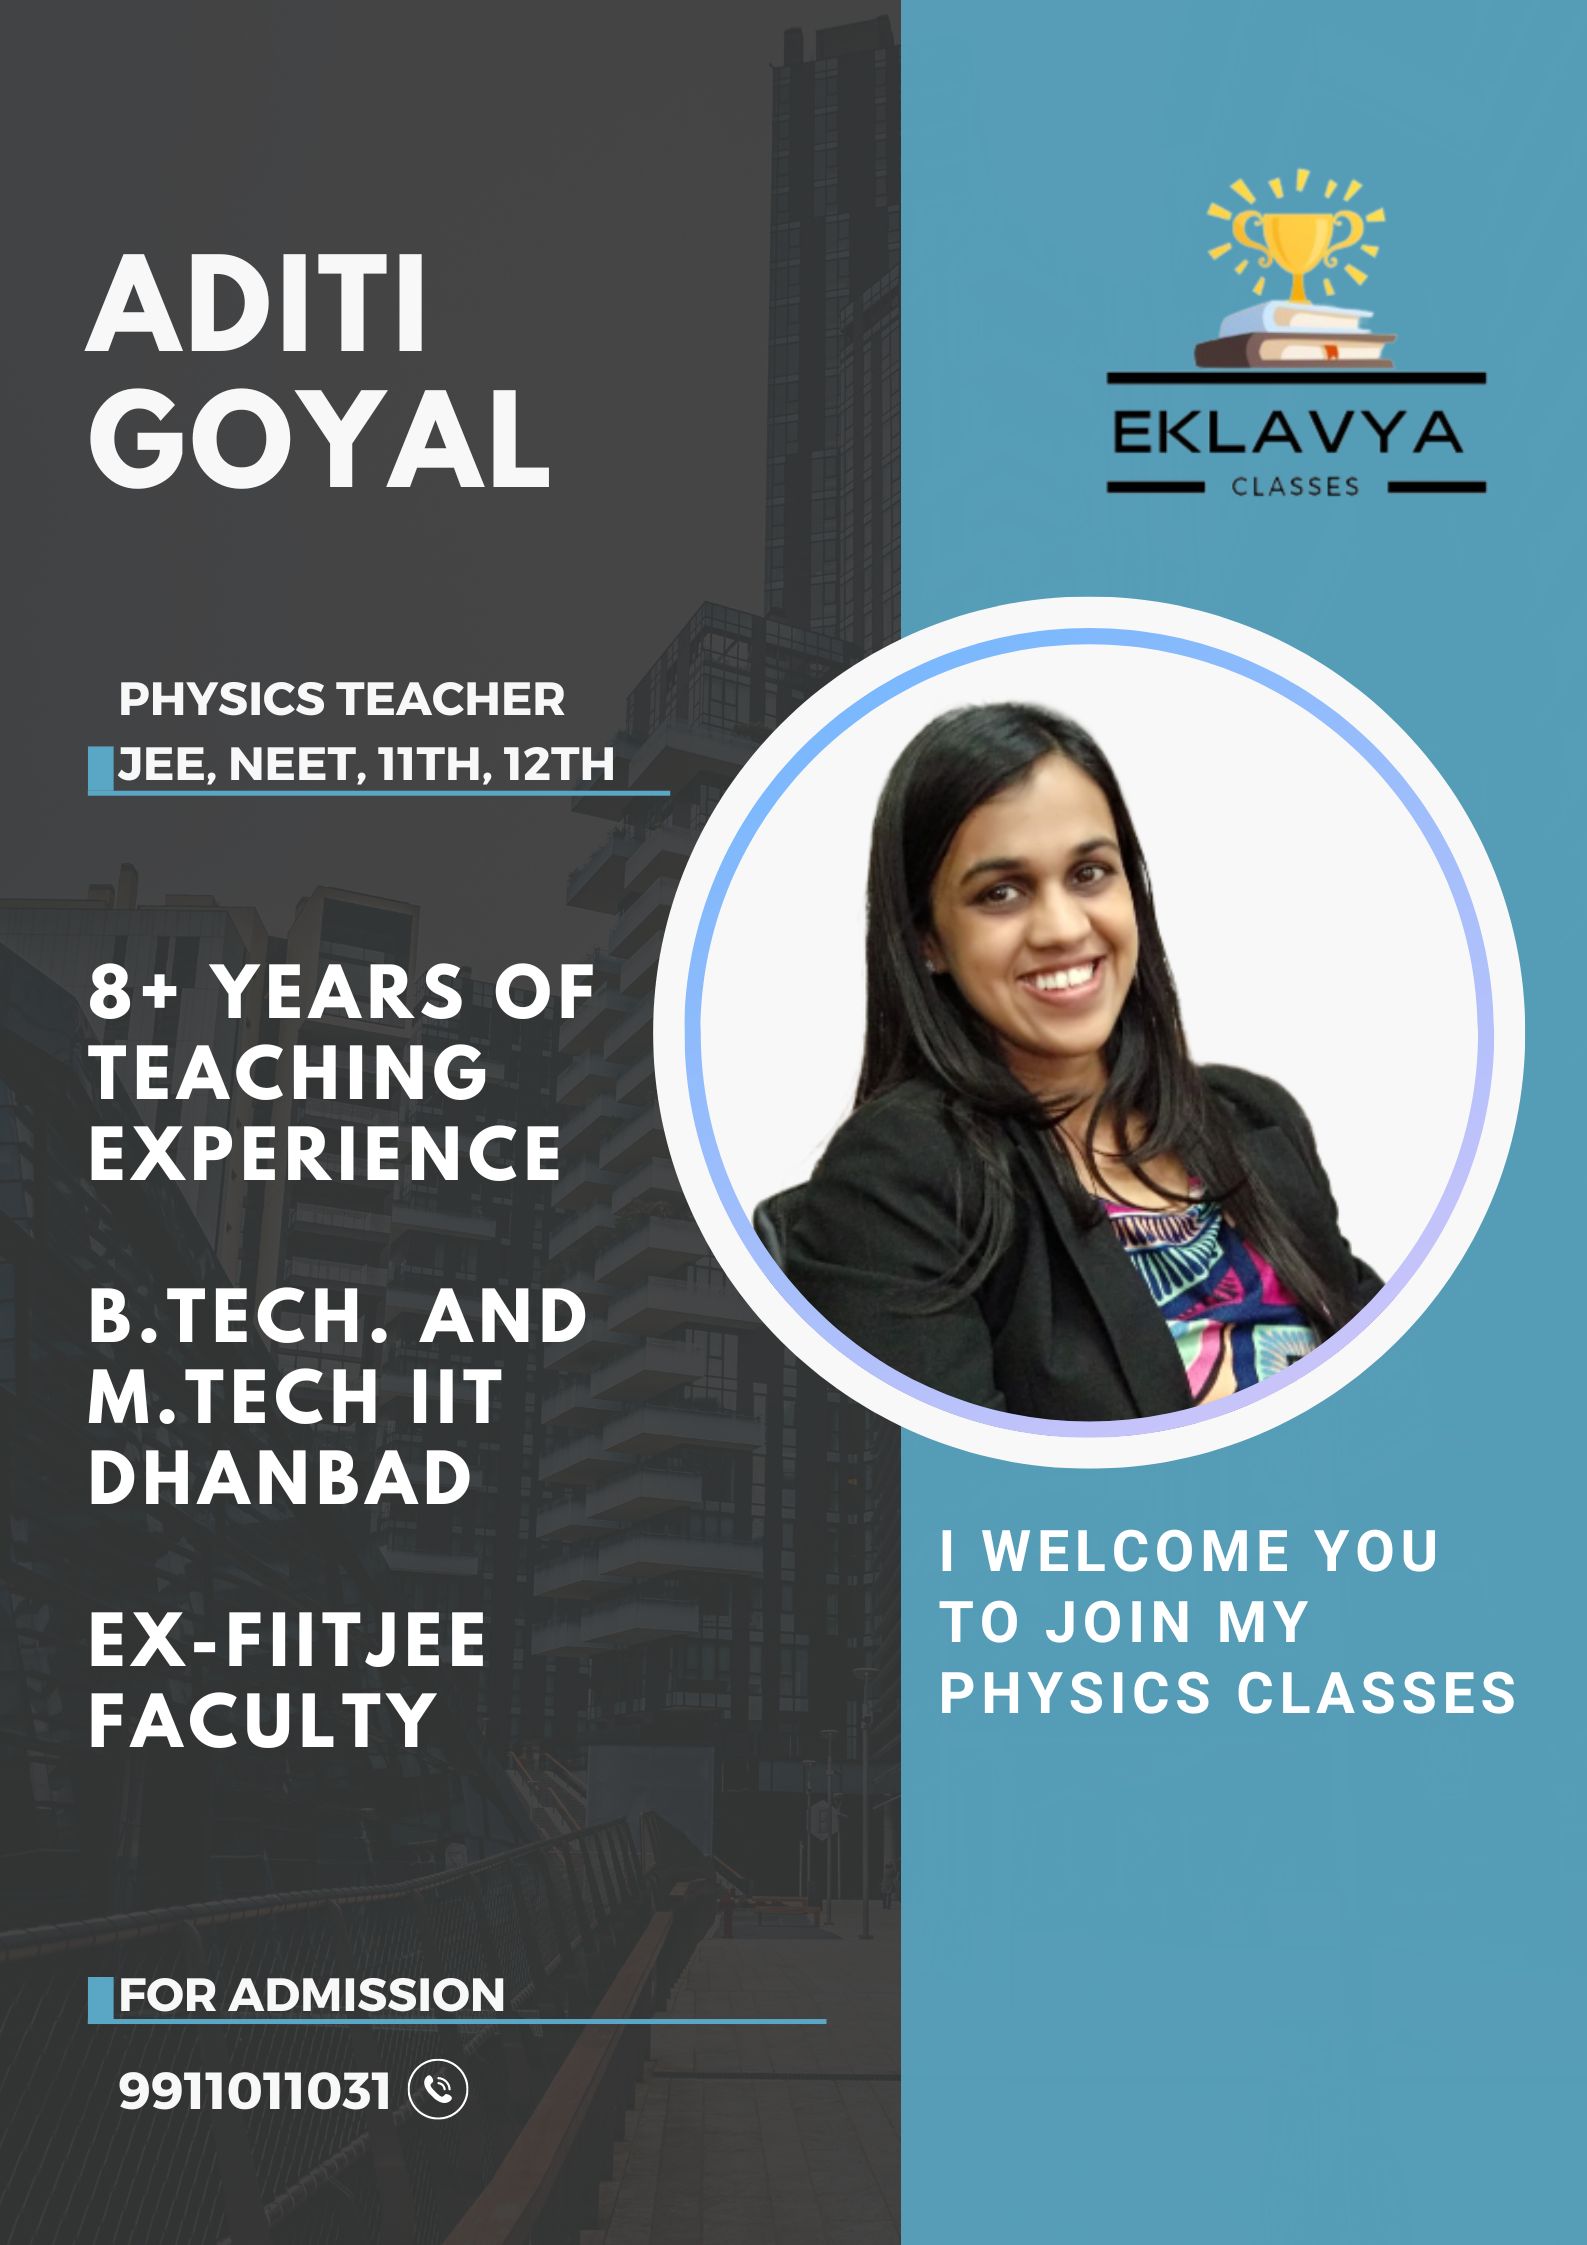 ADITI
GOYAL
EKLAVYA
CLASSES
PHYSICS TEACHER
JEE, NEET, 11TH, 12TH
8+ YEARS OF
TEACHING
EXPERIENCE
B.TECH. AND
M.TECH IIT
DHANBAD
EX-FIITJEE
FACULTY
I WELCOME YOU
TO JOIN MY
PHYSICS CLASSES
FOR ADMISSION
9911011031